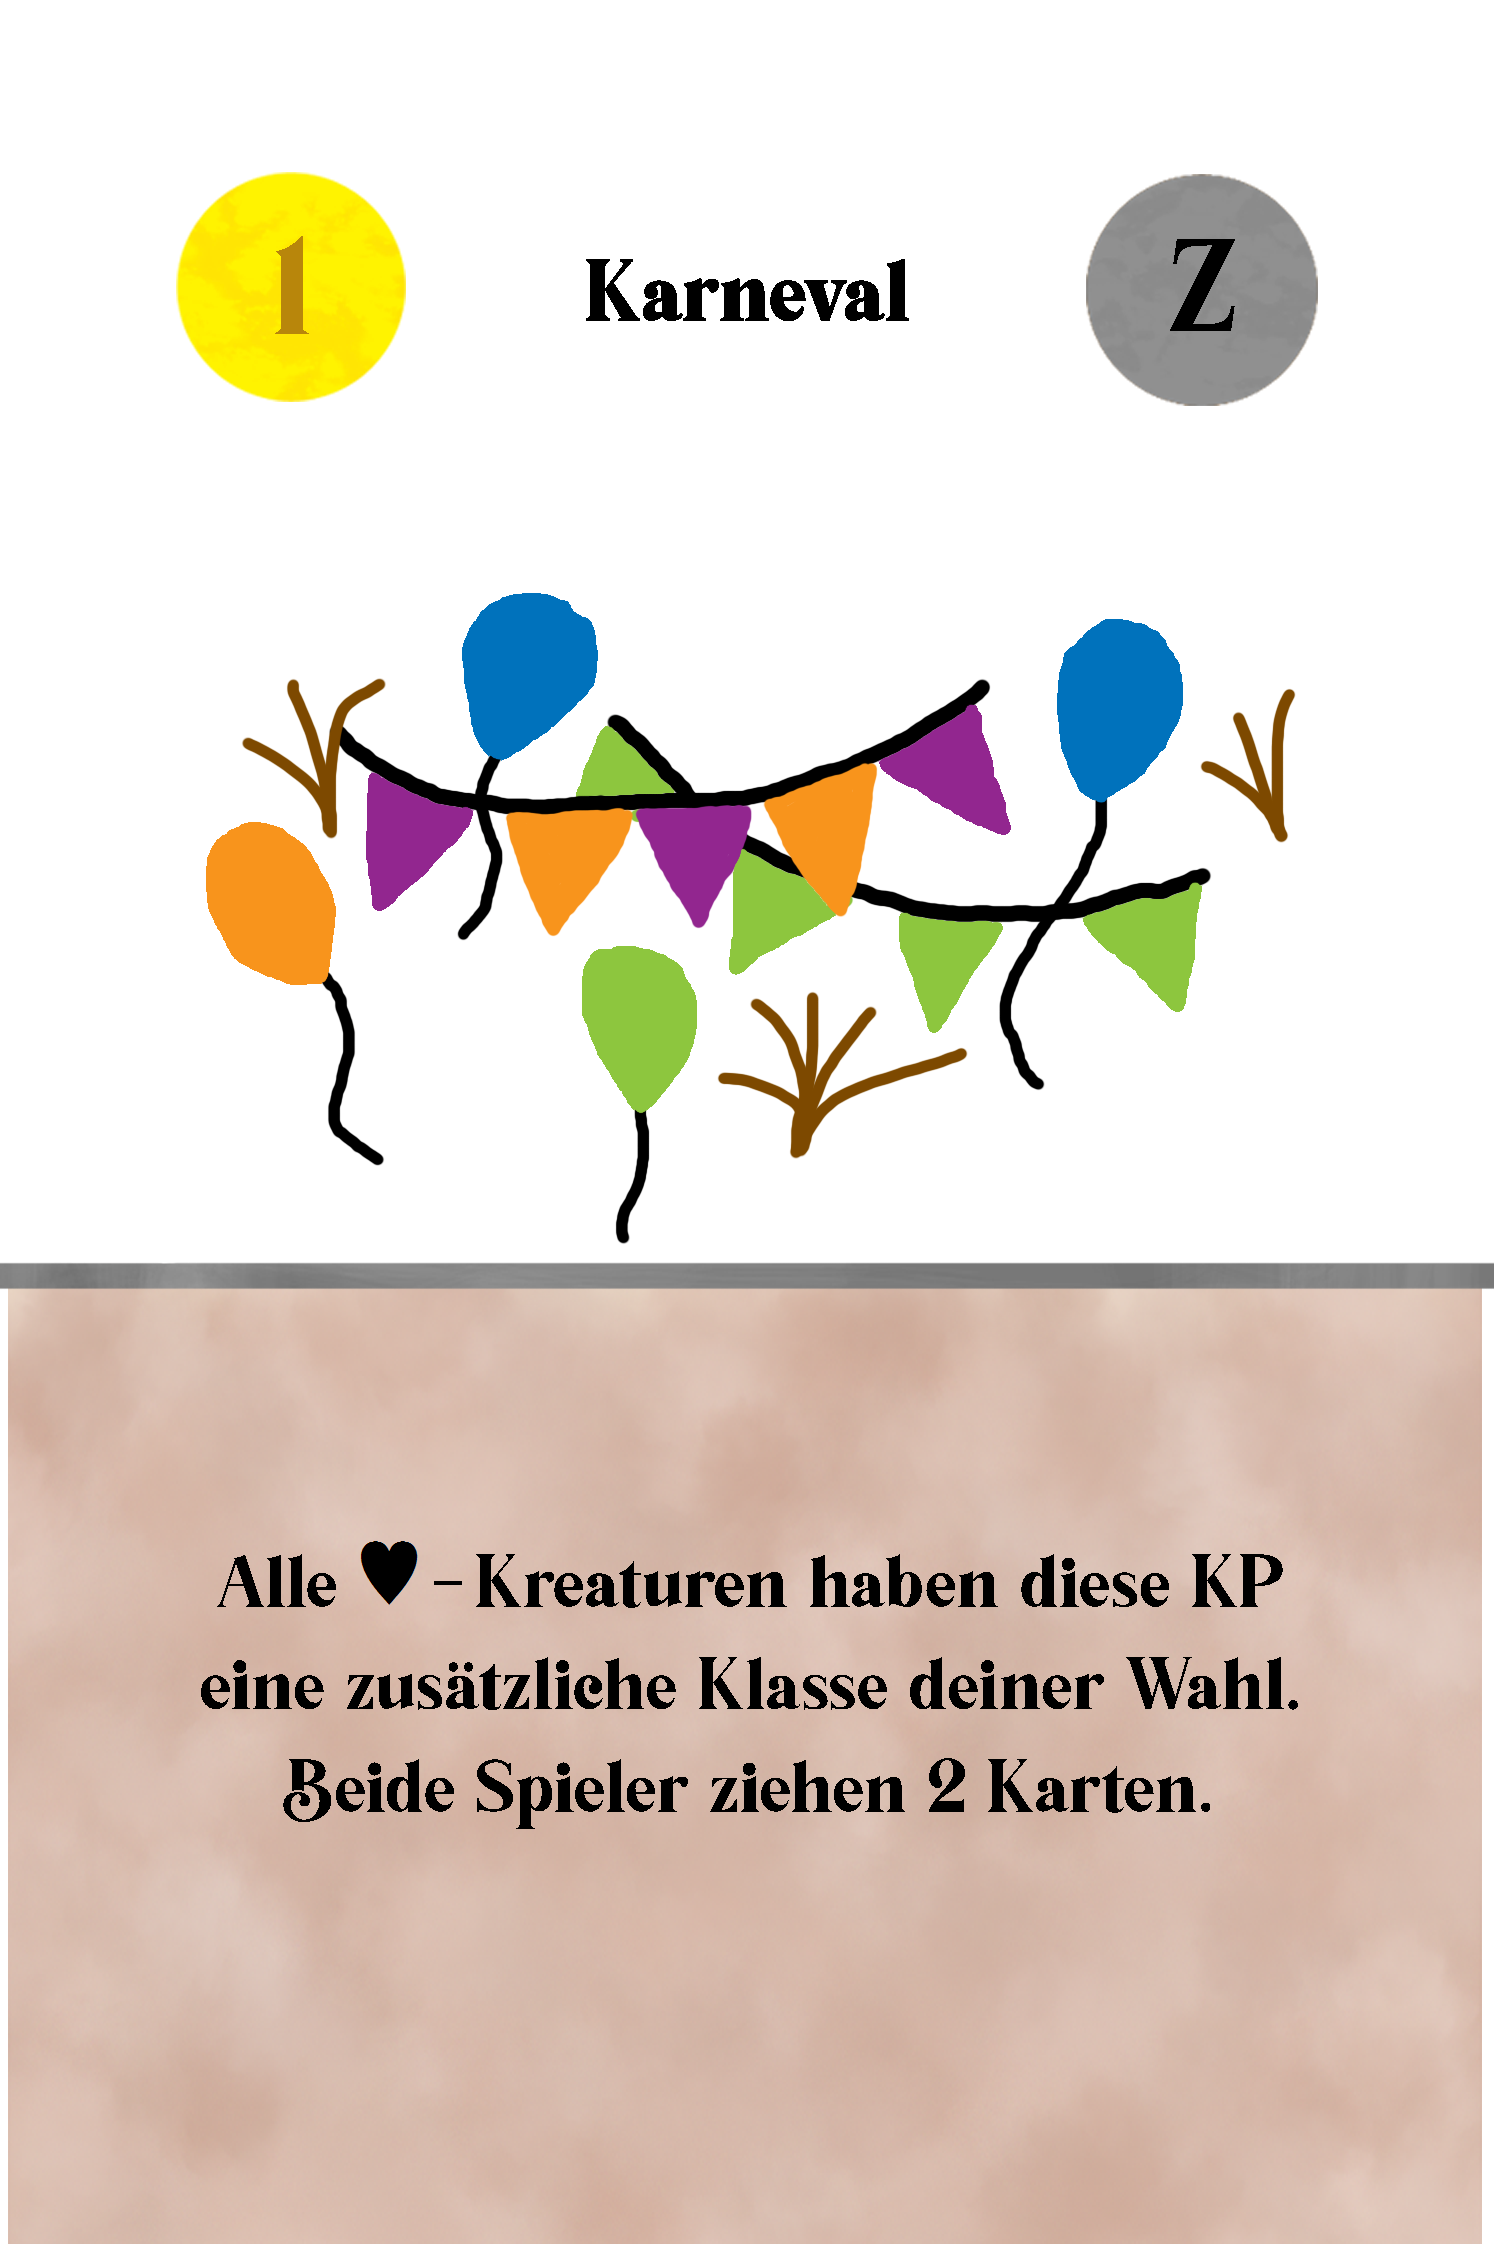 1 Karneval Z
Alle ♥-Kreaturen haben diese KP
eine zusätzliche Klasse deiner Wahl.
Beide Spieler ziehen 2 Karten.